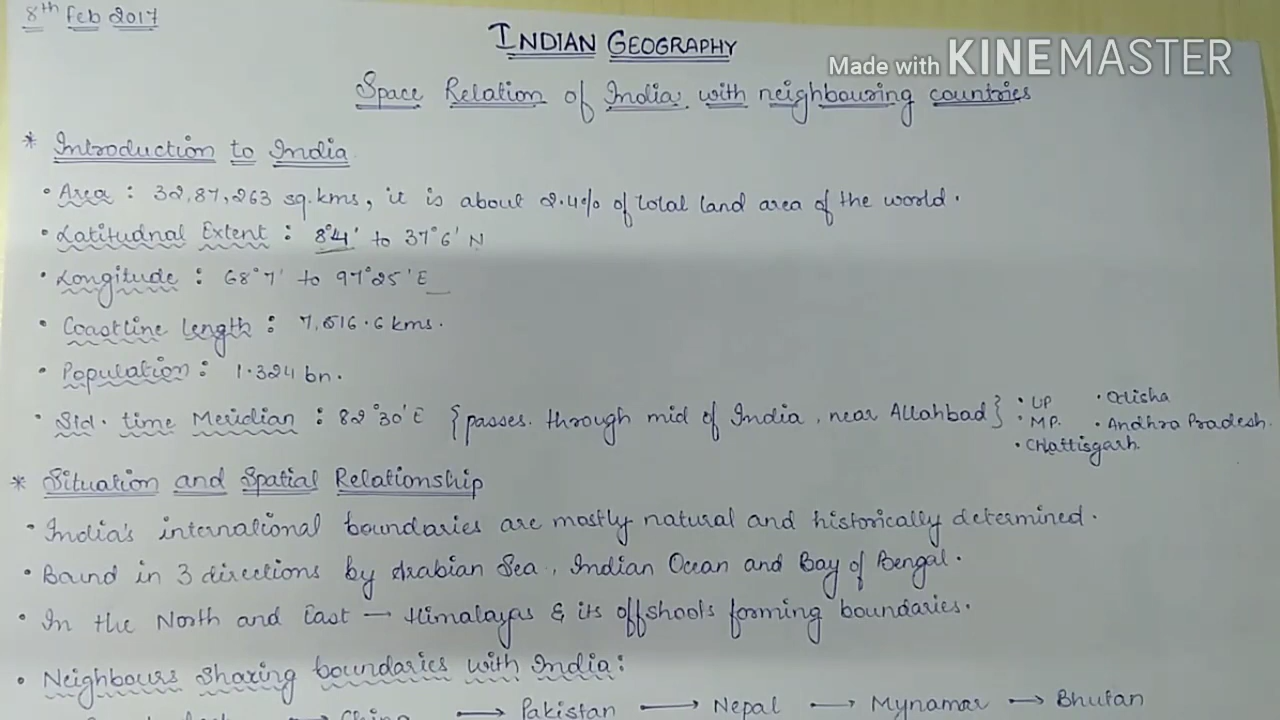 8th Feb 2017
INDIAN GEOGRAPHY
Made with KINEMASTER
Space Relation of India with neighbouring countries
* Introduction to India
• Area : 32,87,263 sq.kms, it is about 2.4% of total land area of the world.
• Latitudnal Extent : 8°4' to 37°6' N
• Longitude : 68°7' to 97°25' E
• Coastline length : 7,516.6 kms.
• Population : 1.324 bn.
• Std. time Meridian : 82°30' E {passes through mid of India, near Allahbad}
• UP • Odisha
• MP. • Andhra Pradesh.
• Chattisgarh.
* Situation and Spatial Relationship
• India's international boundaries are mostly natural and historically determined.
• Bound in 3 directions by Arabian Sea, Indian Ocean and Bay of Bengal.
• In the North and East → Himalayas & its offshoots forming boundaries.
• Neighbours sharing boundaries with India :
→ China → Pakistan → Nepal → Mynamar → Bhutan